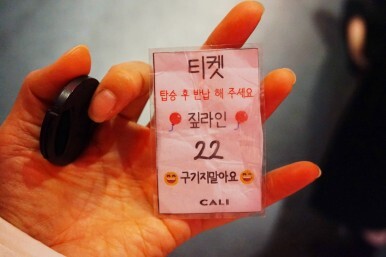 티켓
탑승 후 반납 해 주세요
짚라인
22
구기지말아요
CALI